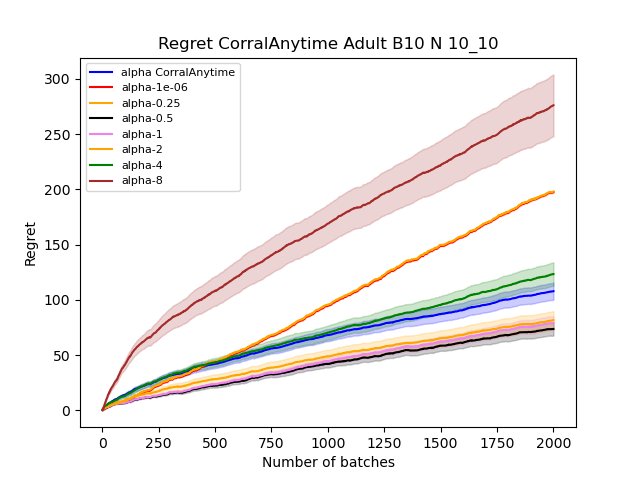 Regret CorralAnytime Adult B10 N 10_10
alpha CorralAnytime
alpha-1e-06
alpha-0.25
alpha-0.5
alpha-1
alpha-2
alpha-4
alpha-8
Regret
300
250
200
150
100
50
0
0 250 500 750 1000 1250 1500 1750 2000
Number of batches